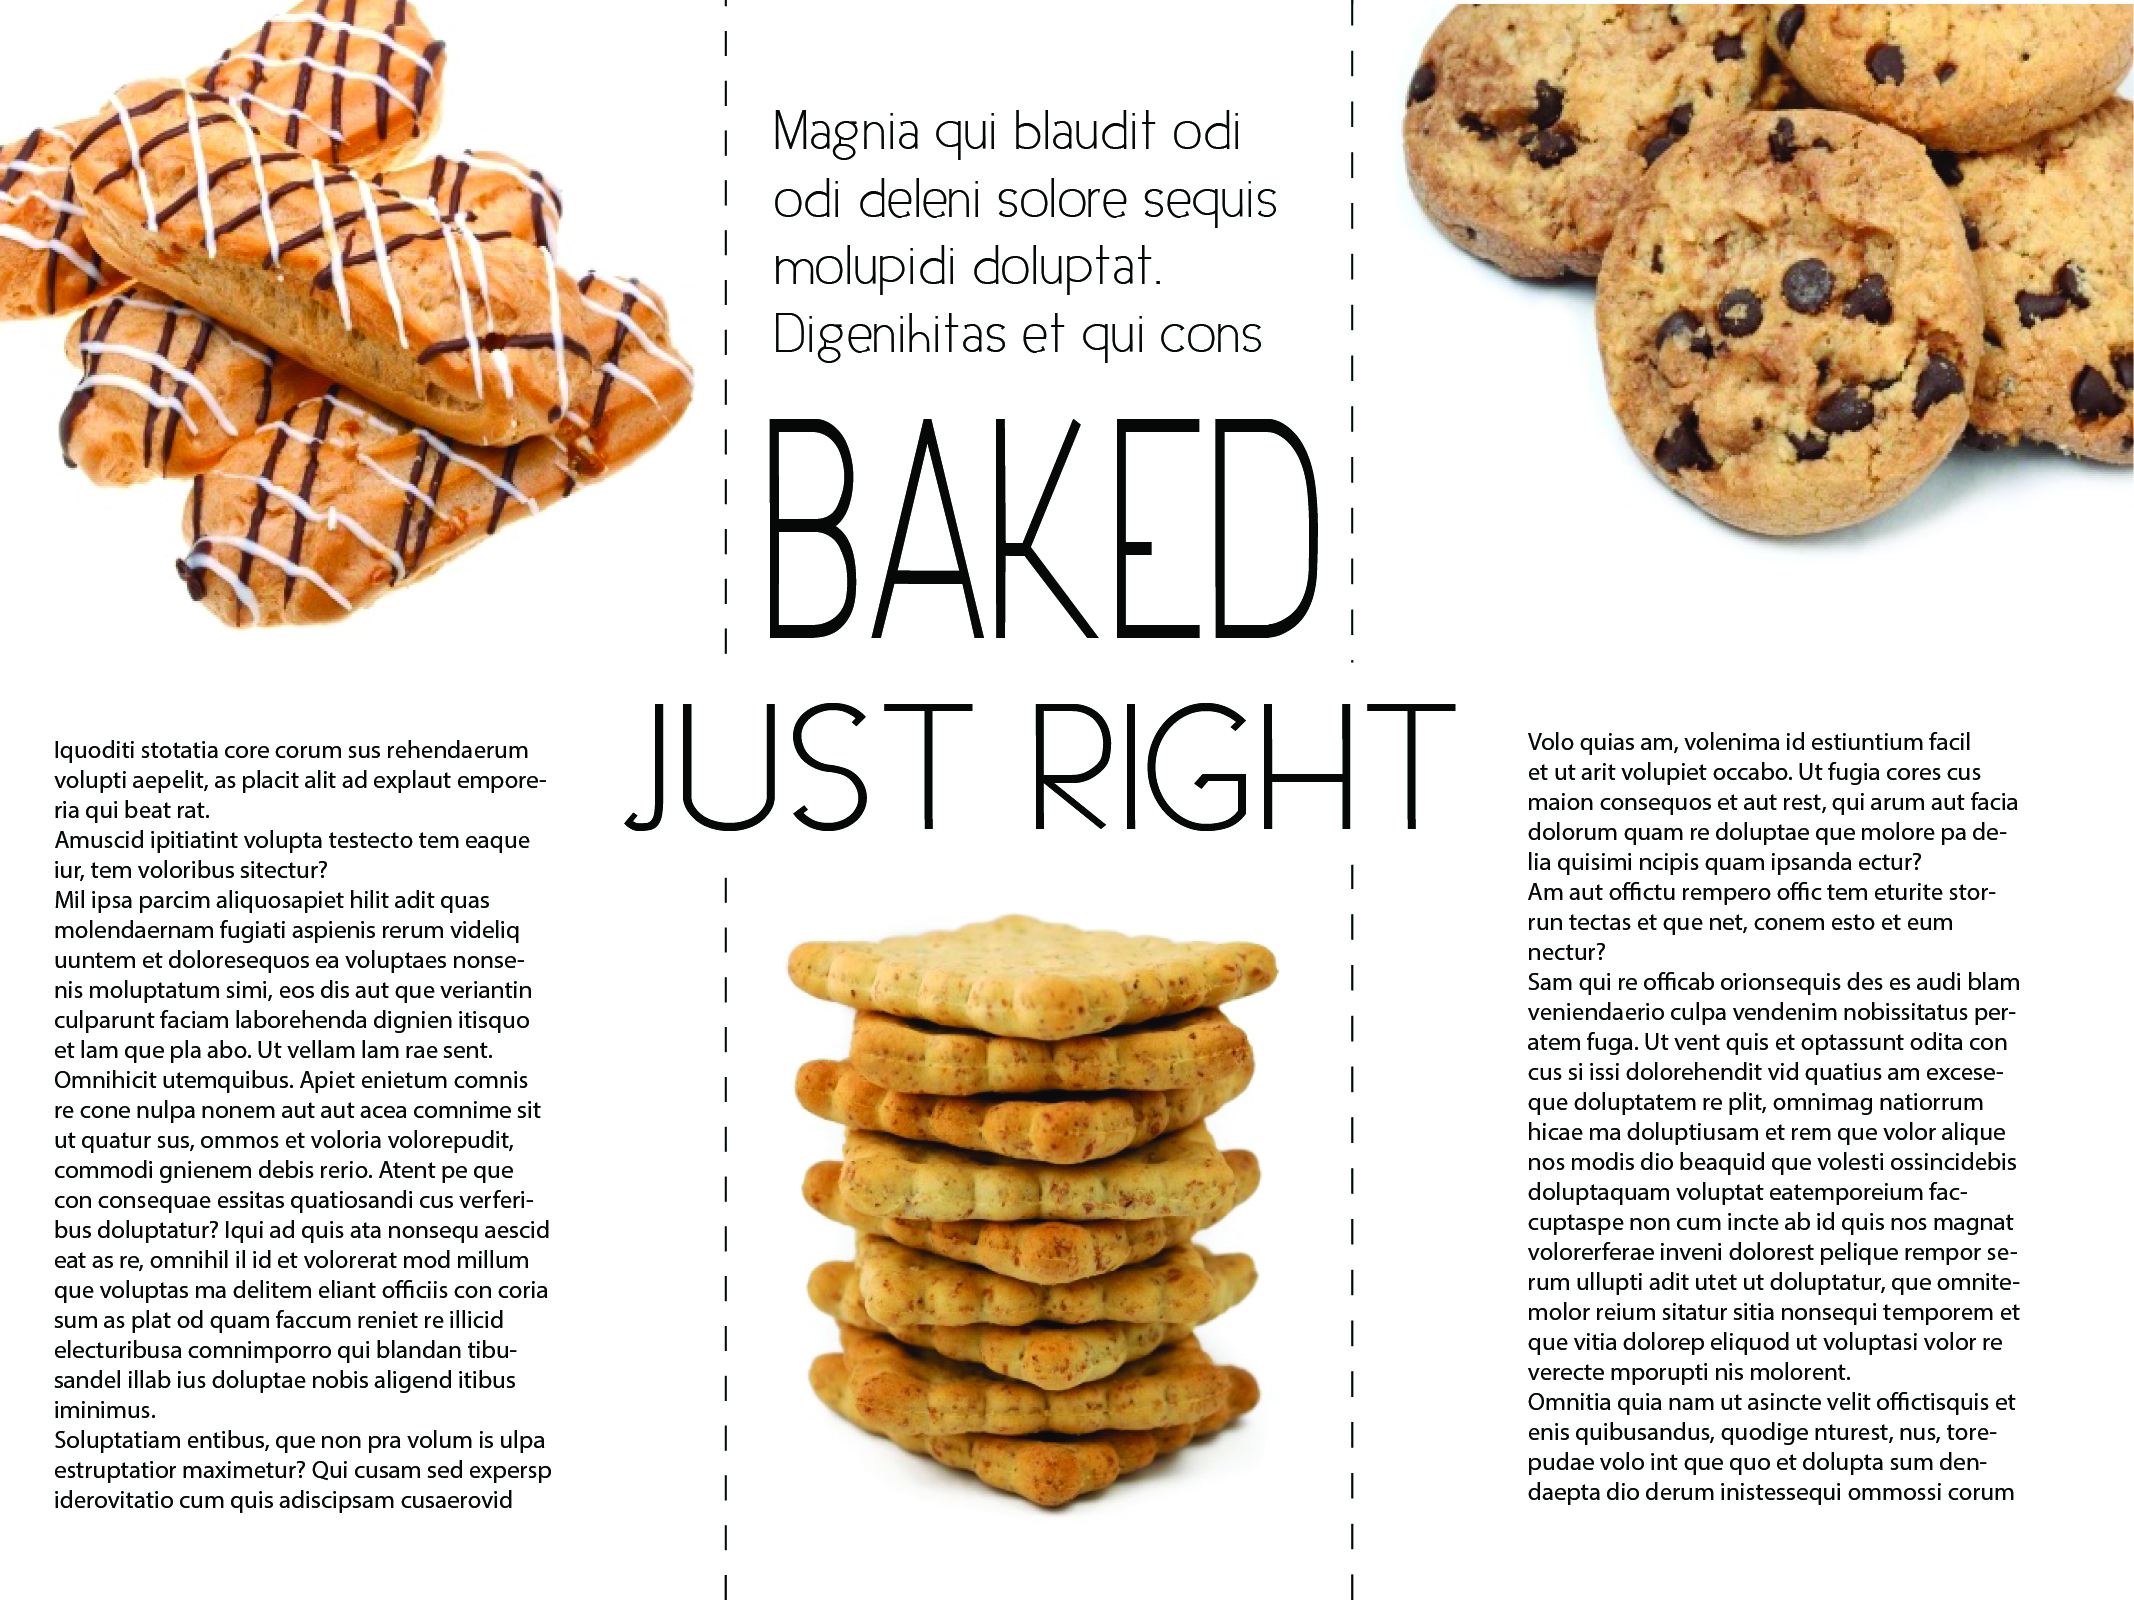 Magnia qui blaudit odi
odi deleni solore sequis
molupidi doluptat.
Digenihitas et qui cons
BAKED
JUST RIGHT
Iquoditi stotatia core corum sus rehendaerum
volupti aepelit, as placit alit ad explaut empore-
ria qui beat rat.
Amuscid ipitiatint volupta testecto tem eaque
iur, tem voloribus sitectur?
Mil ipsa parcim aliquosapiet hilit adit quas
molendaernam fugiati aspienis rerum videliq
uuntem et doloresequos ea voluptaes nonse-
nis moluptatum simi, eos dis aut que veriantin
culparunt faciam laborehenda dignien itisquo
et lam que pla abo. Ut vellam lam rae sent.
Omnihicit utemquibus. Apiet enietum comnis
re cone nulpa nonem aut aut acea comnime sit
ut quatur sus, ommos et voloria volorepudit,
commodi gnienem debis rerio. Atent pe que
con consequae essitas quatiosandi cus verferi-
bus doluptatur? Iqui ad quis ata nonsequ aescid
eat as re, omnihil il id et volorerat mod millum
que voluptas ma delitem eliant officiis con coria
sum as plat od quam faccum reniet re illicid
electuribusa comnimporro qui blandan tibu-
sandel illab ius doluptae nobis aligend itibus
iminimus.
Soluptatiam entibus, que non pra volum is ulpa
estruptatior maximetur? Qui cusam sed expersp
iderovitatio cum quis adiscipsam cusaerovid
Volo quias am, volenima id estiuntium facil
et ut arit volupiet occabo. Ut fugia cores cus
maion consequos et aut rest, qui arum aut facia
dolorum quam re doluptae que molore pa de-
lia quisimi ncipis quam ipsanda ectur?
Am aut offictu rempero offic tem eturite stor-
run tectas et que net, conem esto et eum
nectur?
Sam qui re officab orionsequis des es audi blam
veniendaerio culpa vendenim nobissitatus per-
atem fuga. Ut vent quis et optassunt odita con
cus si issi dolorehendit vid quatius am excese-
que doluptatem re plit, omnimag natiorrum
hicae ma doluptiusam et rem que volor alique
nos modis dio beaquid que volesti ossincidebis
doluptaquam voluptat eatemporeium fac-
cuptaspe non cum incte ab id quis nos magnat
volorerferae inveni dolorest pelique rempor se-
rum ullupti adit utet ut doluptatur, que omnite-
molor reium sitatur sitia nonsequi temporem et
que vitia dolorep eliquod ut voluptasi volor re
verecte mporupti nis molorent.
Omnitia quia nam ut asincte velit offictisquis et
enis quibusandus, quodige nturest, nus, tore-
pudae volo int que quo et dolupta sum den-
daepta dio derum inistessequi ommossi corum